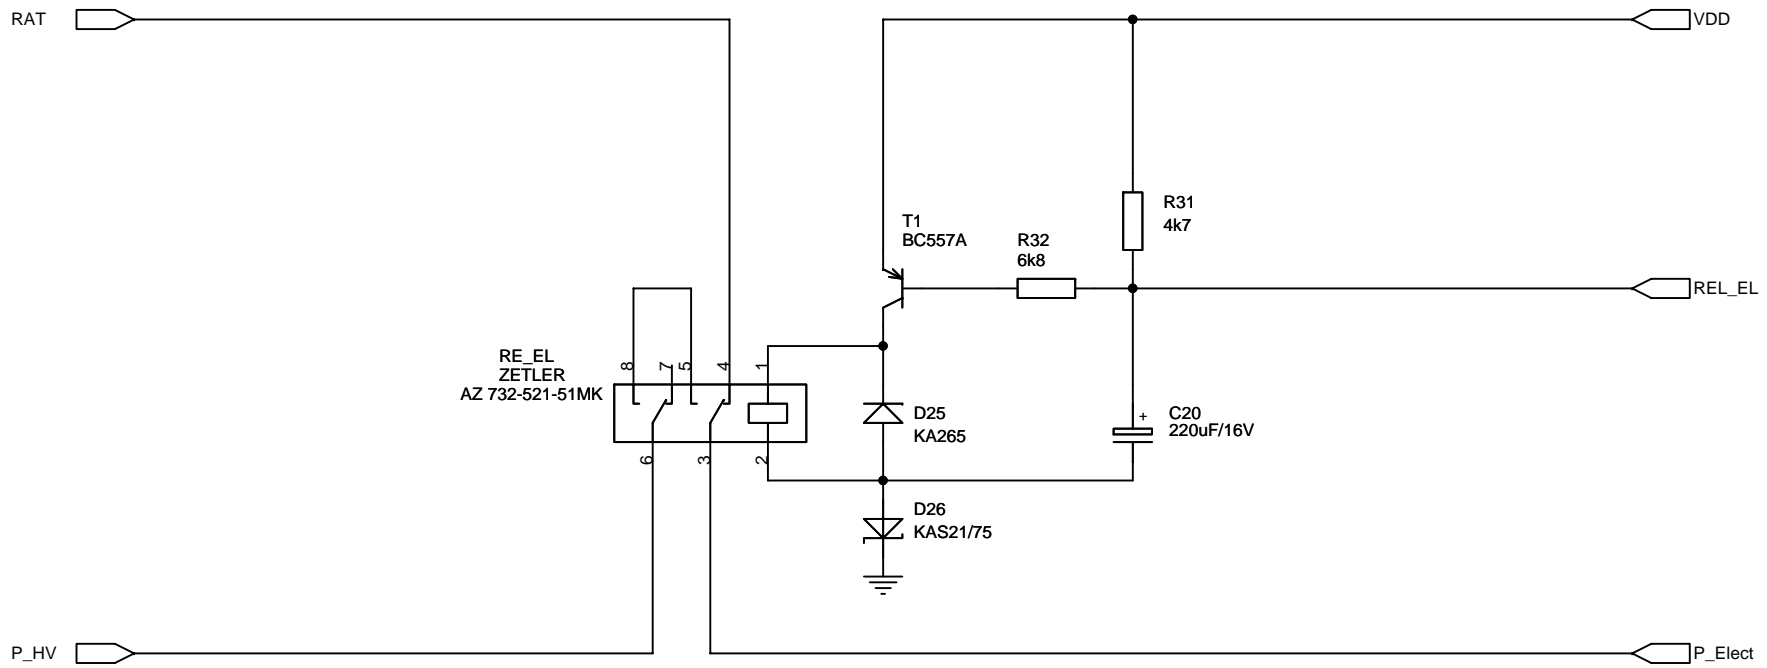 RAT
VDD
R31
4k7
T1
BC557A
R32
6k8
REL_EL
RE_EL
ZETLER
AZ 732-521-51MK
8
7
5
4
1
6
3
2
D25
KA265
+
C20
220uF/16V
D26
KAS21/75
P_HV
P_Elect